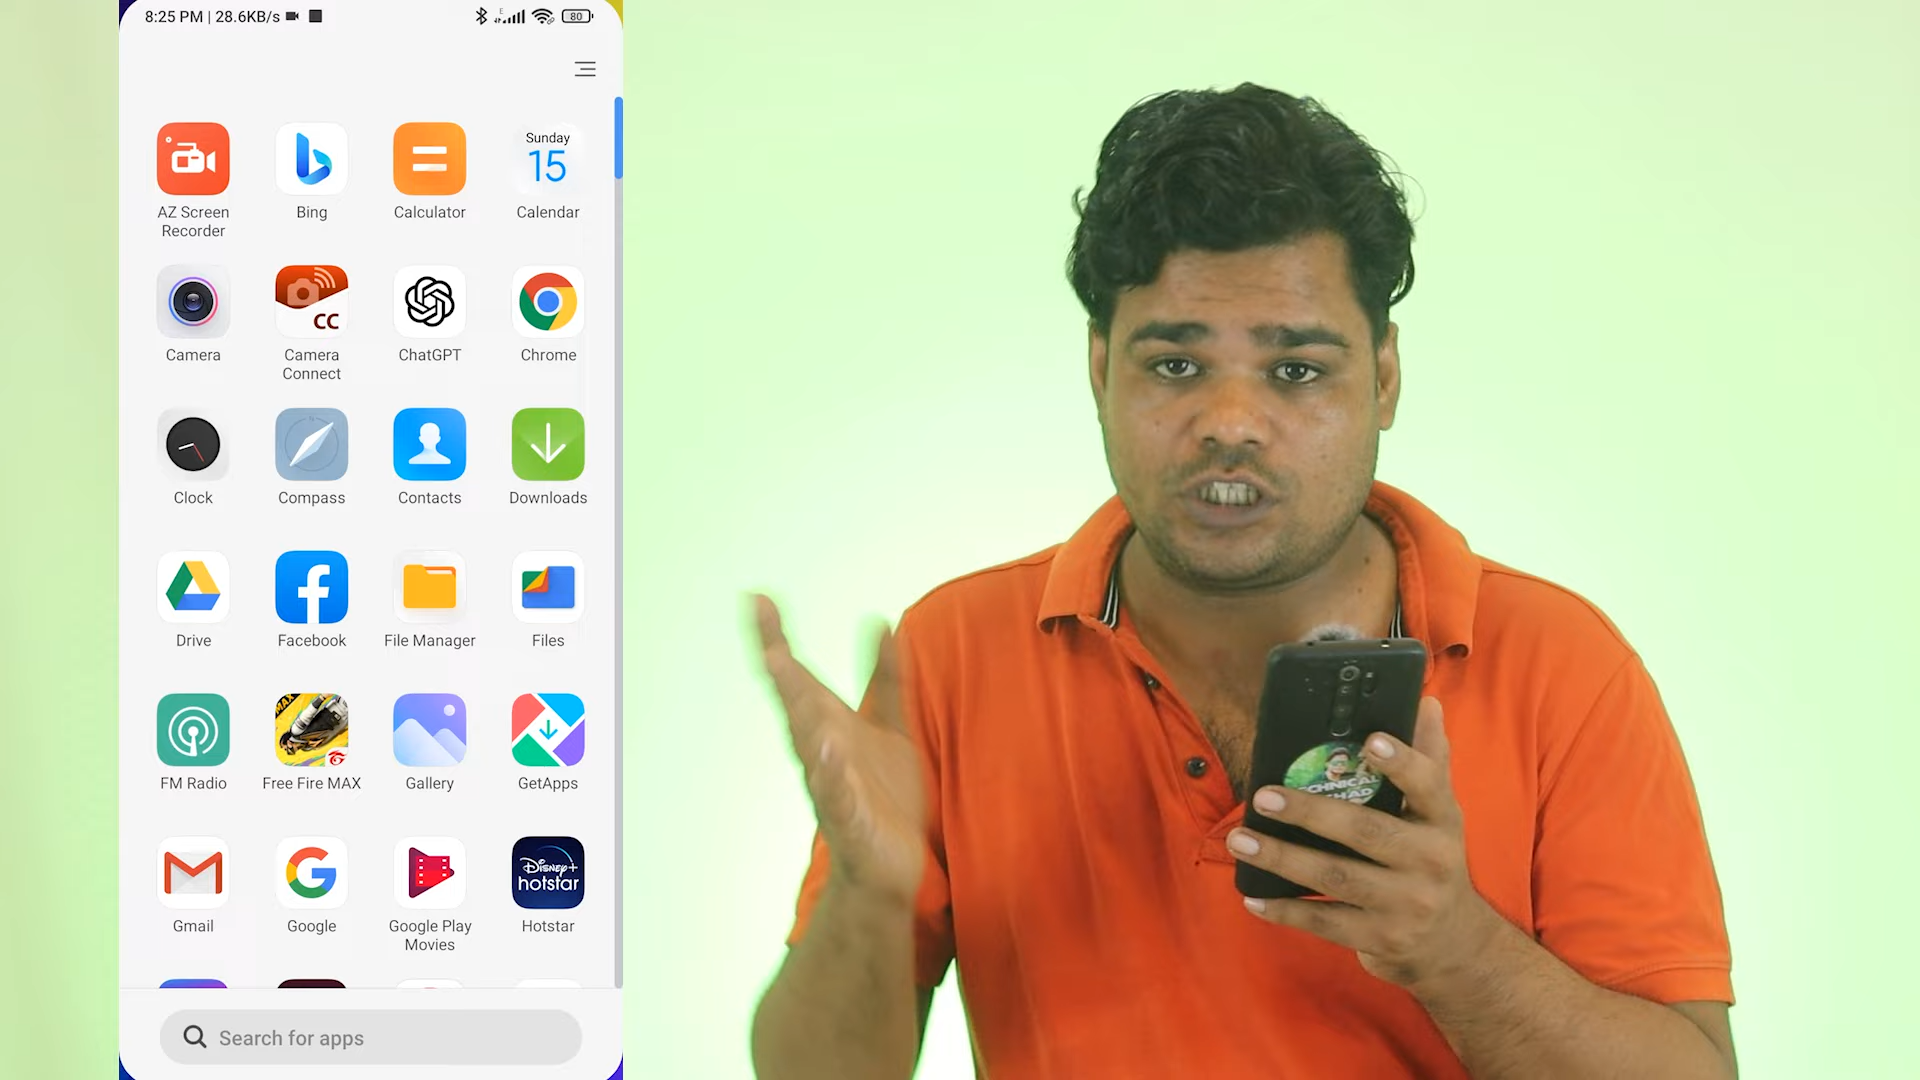 8:25 PM | 28.6KB/s
E
80
Sunday
15
AZ Screen
Recorder
Bing
Calculator
Calendar
CC
Camera
Camera
Connect
ChatGPT
Chrome
Clock
Compass
Contacts
Downloads
Drive
Facebook
File Manager
Files
MAX
FM Radio
Free Fire MAX
Gallery
GetApps
Disney+
hotstar
Gmail
Google
Google Play
Movies
Hotstar
Search for apps